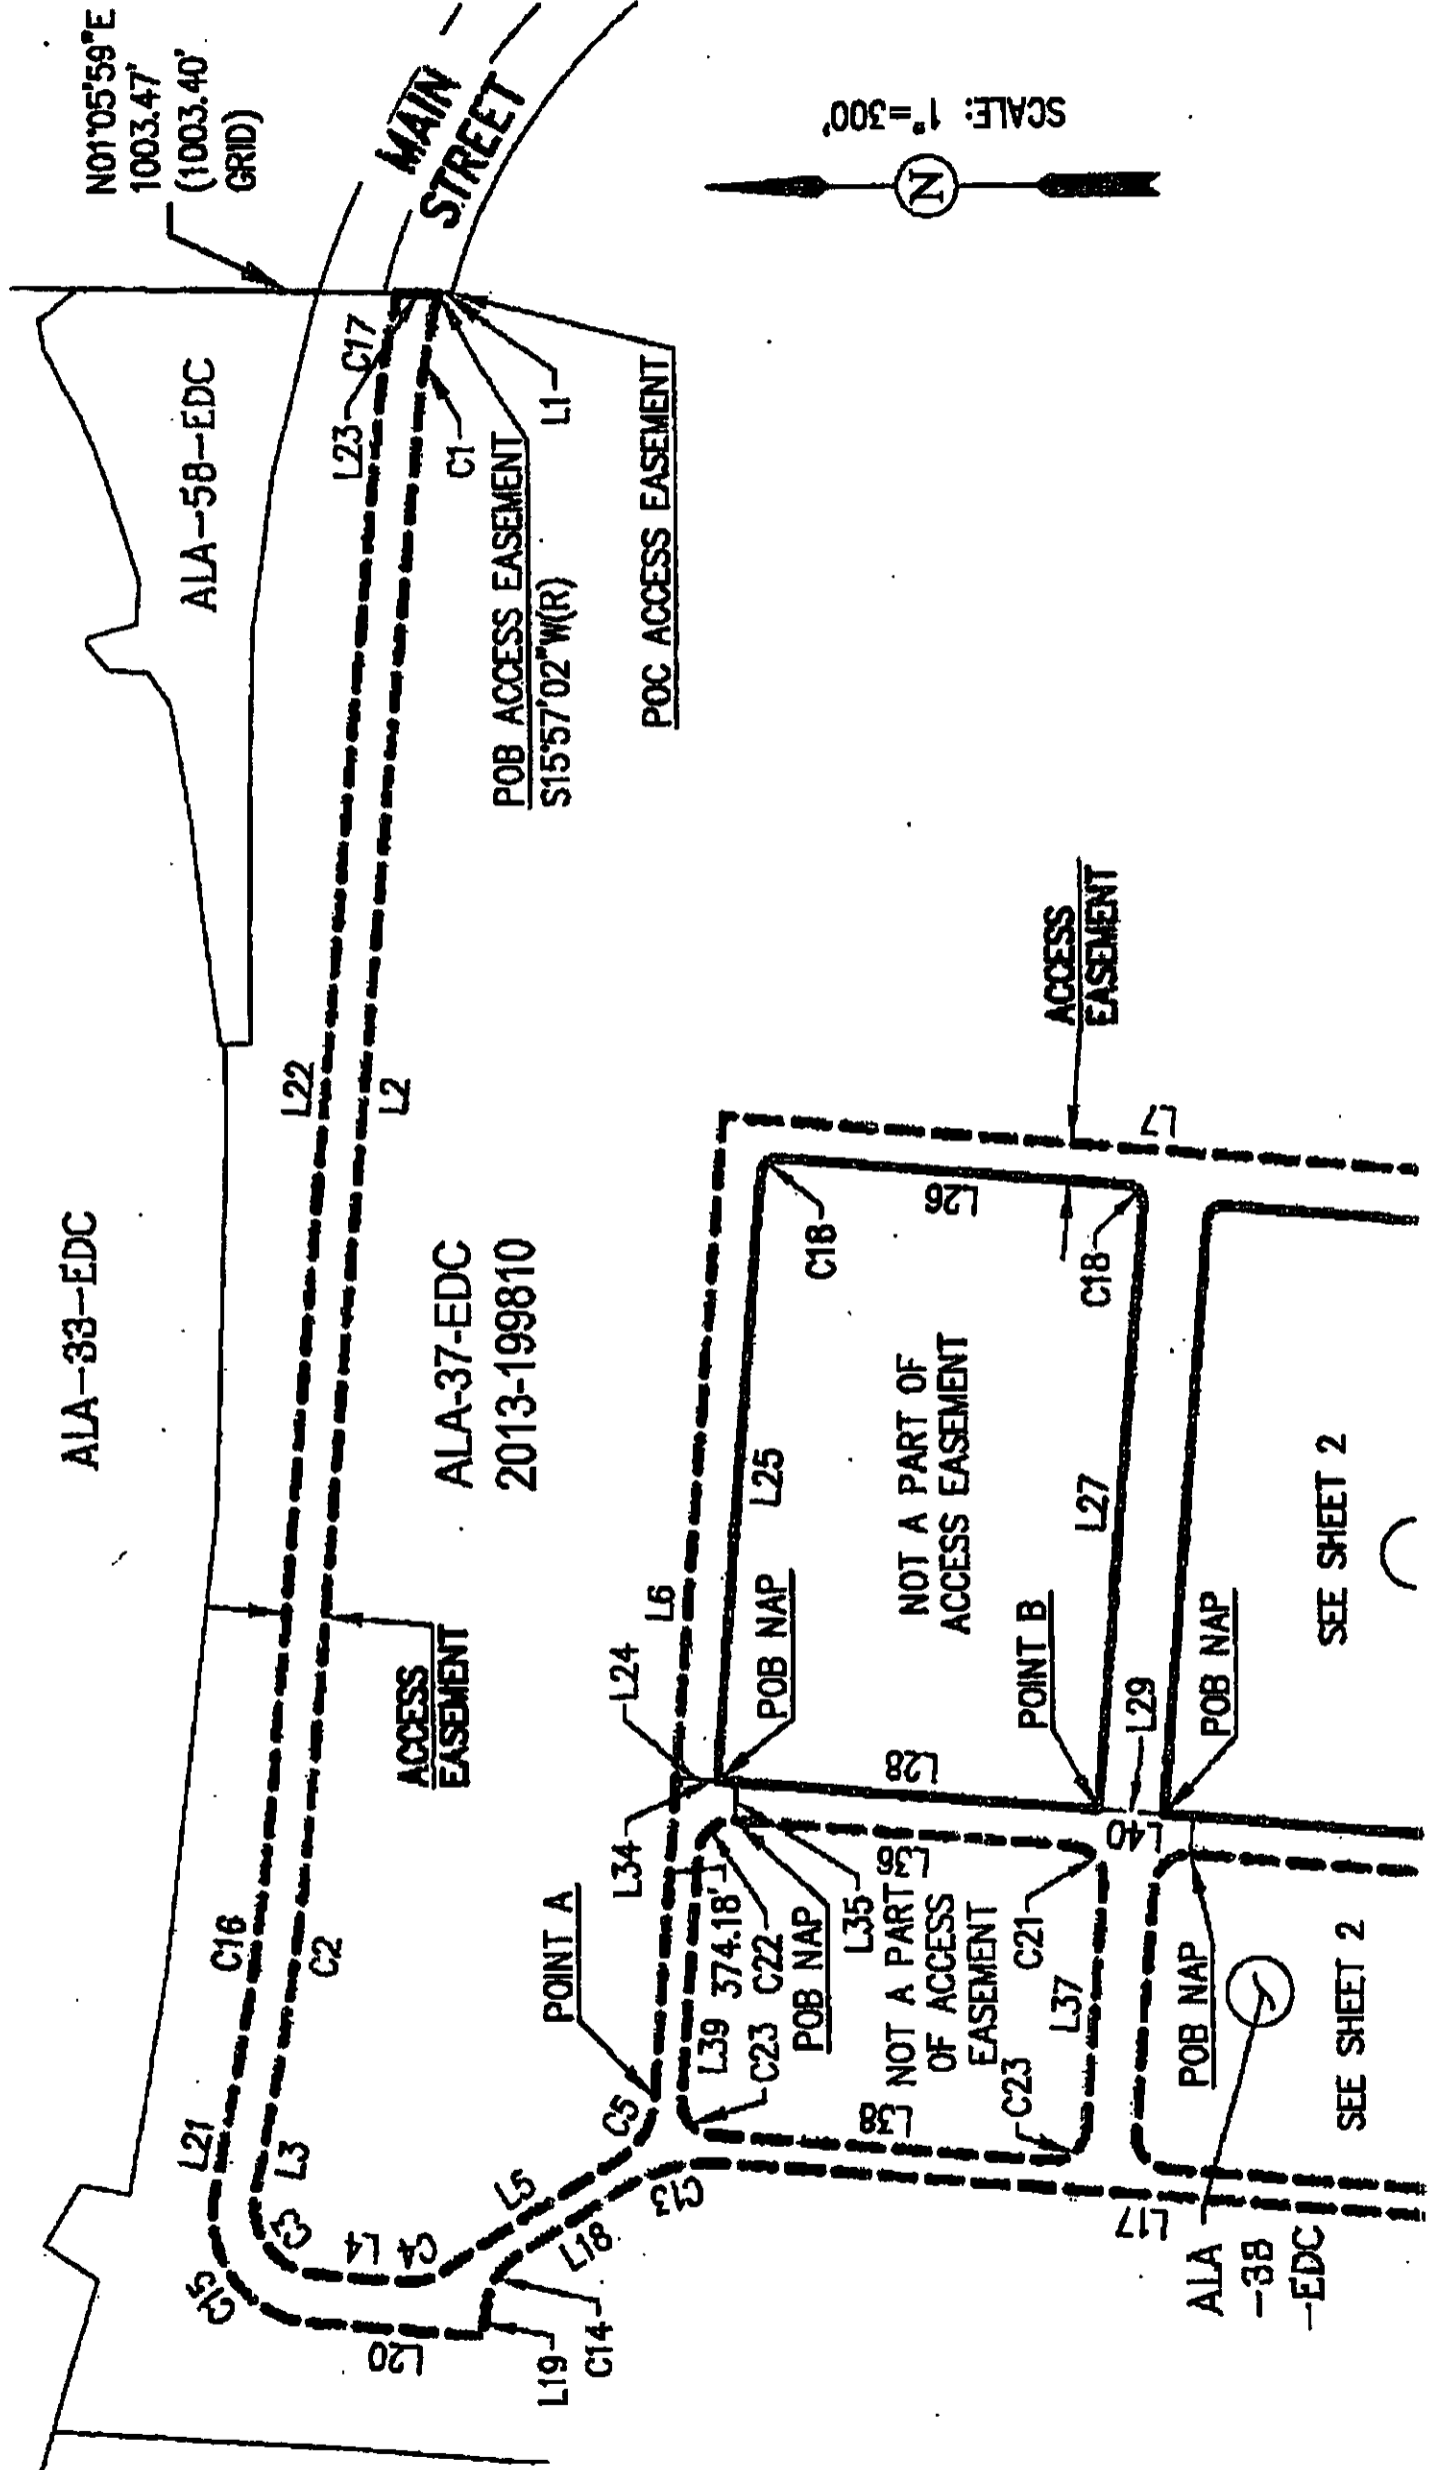 N01°05'59"E
1003.47'
(1003.40'
GRID)
MAIN
STREET
SCALE: 1"=300'
N
ALA-58-EDC
C17
L23
C1
L1
POB ACCESS EASEMENT
S15°57'02"W(R)
POC ACCESS EASEMENT
ALA-33-EDC
L22
L2
ALA-37-EDC
2013-199810
ACCESS
EASEMENT
ACCESS
EASEMENT
L7
L26
C18
C18
L25
NOT A PART OF
ACCESS EASEMENT
L27
L6
L24
POB NAP
POINT B
L29
POB NAP
SEE SHEET 2
L28
L34
L40
POINT A
L39 374.18'
C23 C22
POB NAP
L35
L36
NOT A PART
OF ACCESS
EASEMENT
C21
L37
C23
L38
POB NAP
SEE SHEET 2
C16
C2
L21
L3
C3
L4
C4
L5
C5
C15
L20
L18
C13
L19
C14
L17
ALA
-38
-EDC